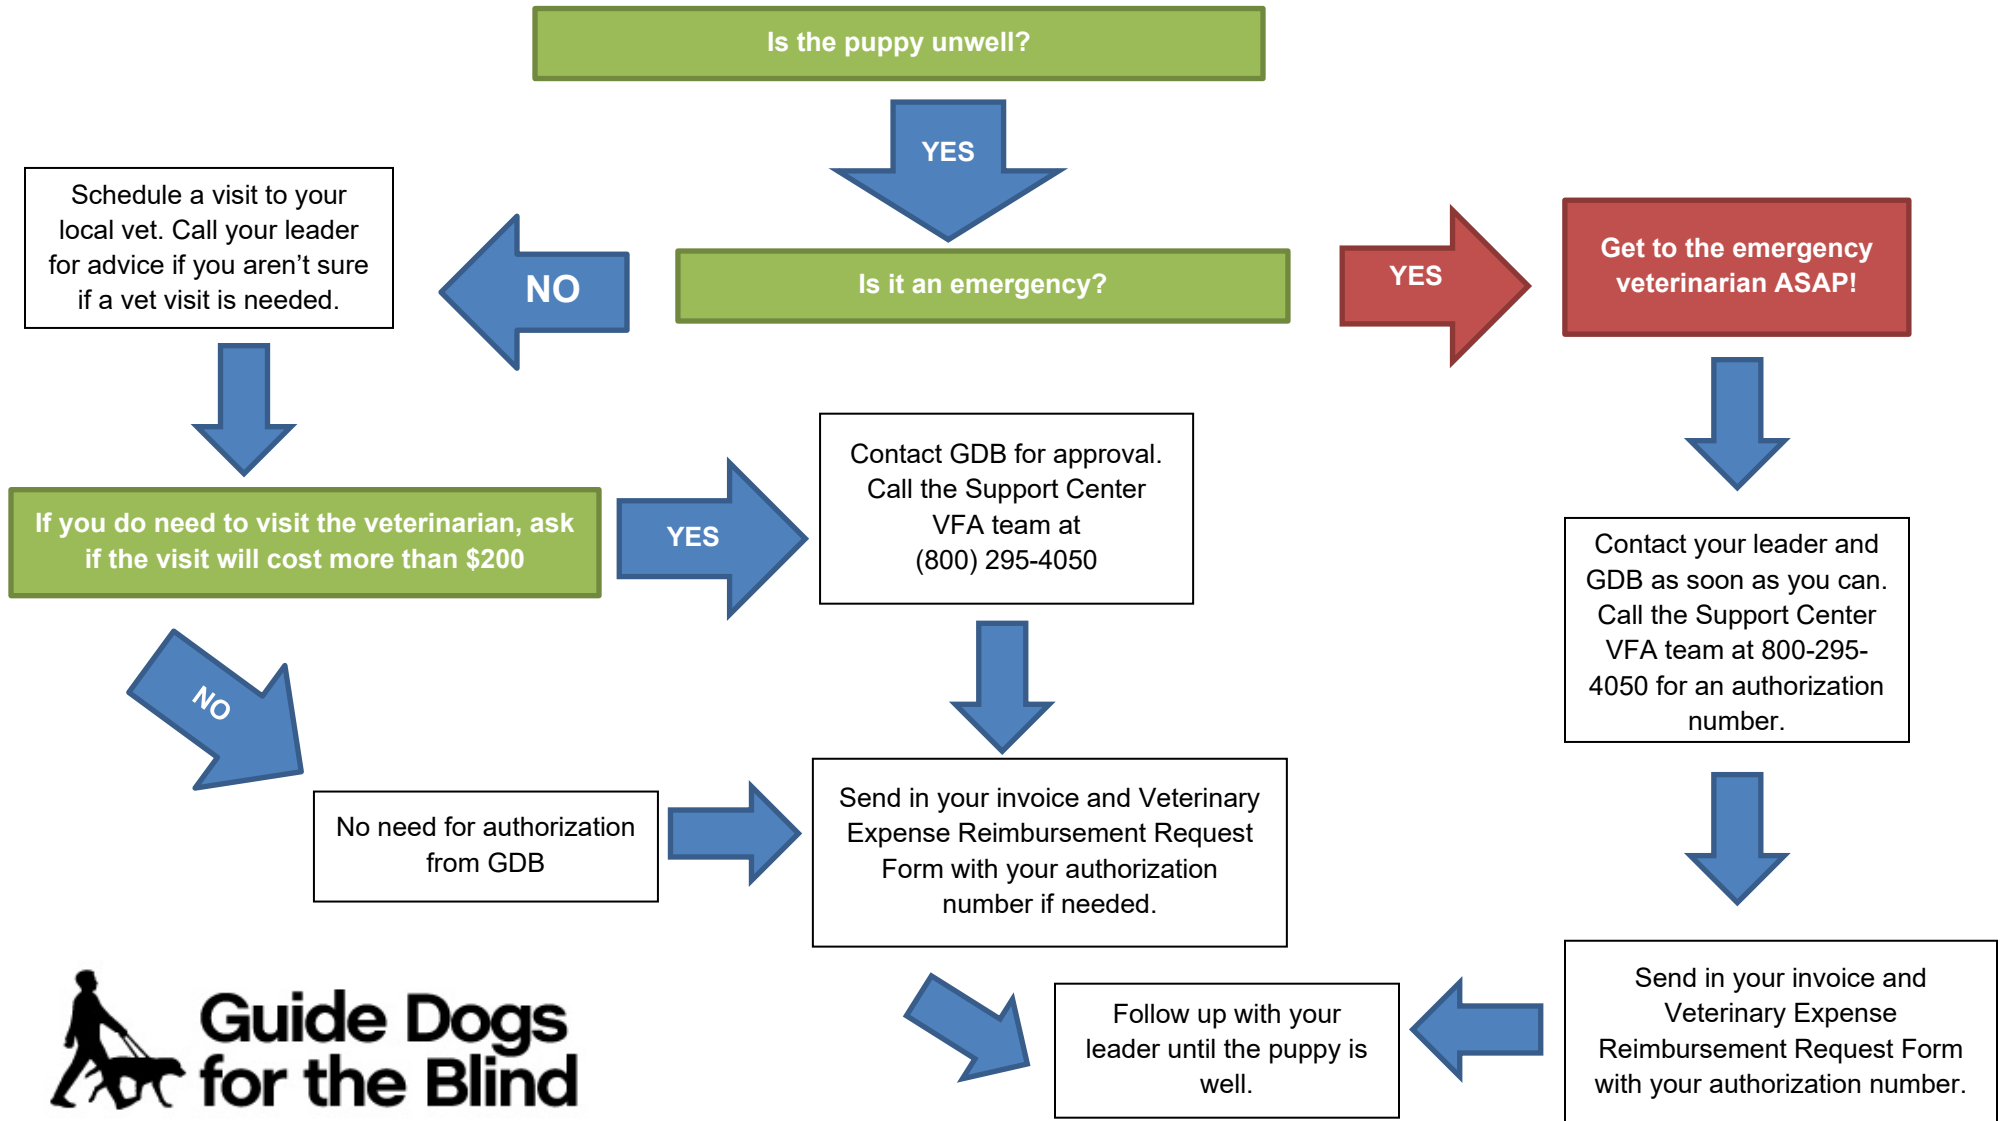 Is the puppy unwell?
YES
Schedule a visit to your
local vet. Call your leader
for advice if you aren’t sure
if a vet visit is needed.
NO
Is it an emergency?
YES
Get to the emergency
veterinarian ASAP!
If you do need to visit the veterinarian, ask
if the visit will cost more than $200
YES
Contact GDB for approval.
Call the Support Center
VFA team at
(800) 295-4050
Contact your leader and
GDB as soon as you can.
Call the Support Center
VFA team at 800-295-
4050 for an authorization
number.
NO
No need for authorization
from GDB
Send in your invoice and Veterinary
Expense Reimbursement Request
Form with your authorization
number if needed.
Follow up with your
leader until the puppy is
well.
Send in your invoice and
Veterinary Expense
Reimbursement Request Form
with your authorization number.
Guide Dogs
for the Blind